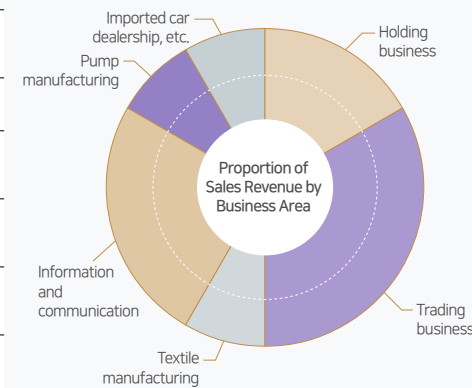 Imported car
dealership, etc.
Holding
business
Pump
manufacturing
Proportion of
Sales Revenue by
Business Area
Information
and
communication
Trading
business
Textile
manufacturing